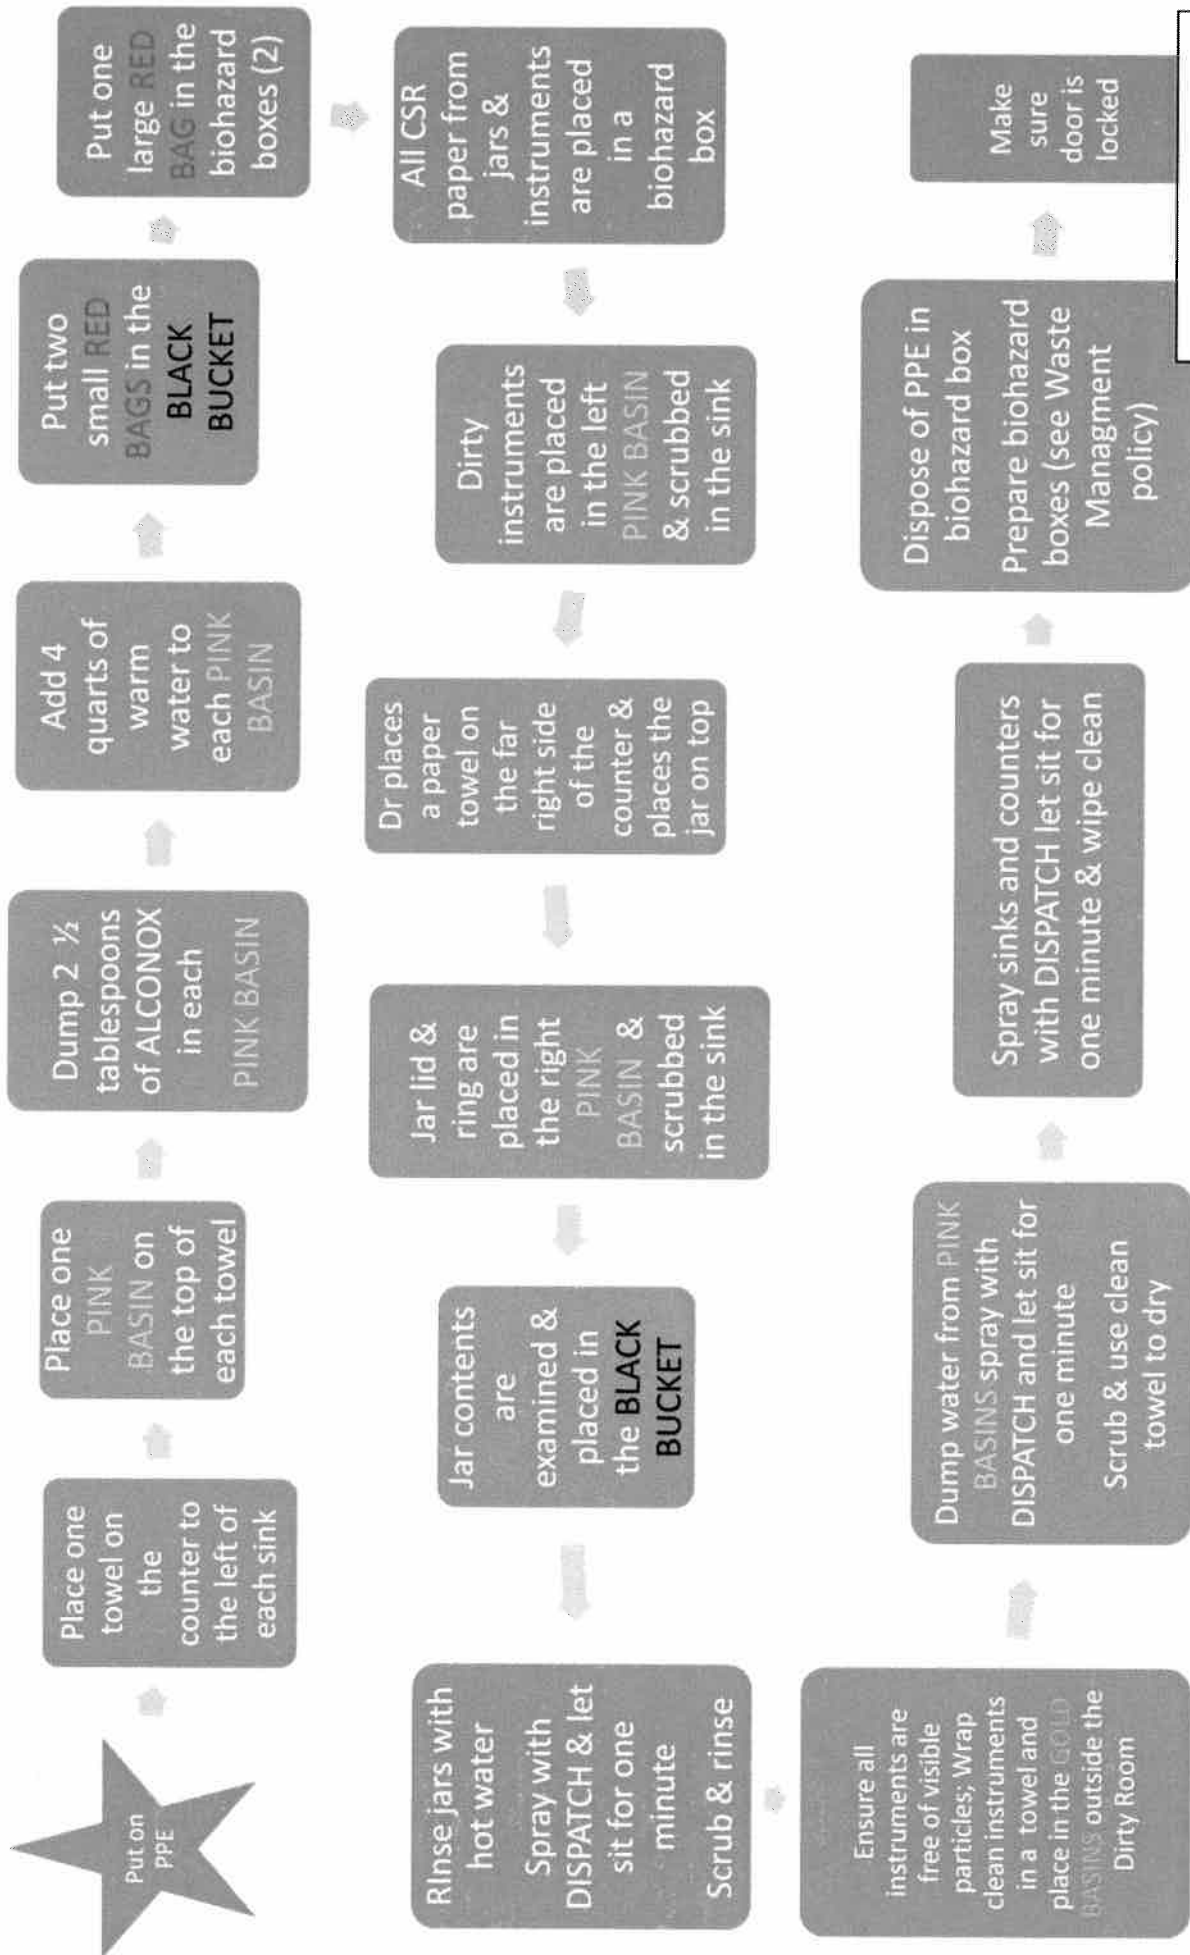 Put on
PPE
Place one
towel on
the
counter to
the left of
each sink
Place one
PINK
BASIN on
the top of
each towel
Dump 2 ½
tablespoons
of ALCONOX
in each
PINK BASIN
Add 4
quarts of
warm
water to
each PINK
BASIN
Put two
small RED
BAGS in the
BLACK
BUCKET
Put one
large RED
BAG in the
biohazard
boxes (2)
All CSR
paper from
jars &
instruments
are placed
in a
biohazard
box
Dirty
instruments
are placed
in the left
PINK BASIN
& scrubbed
in the sink
Dr places
a paper
towel on
the far
right side
of the
counter &
places the
jar on top
Jar lid &
ring are
placed in
the right
PINK
BASIN &
scrubbed
in the sink
Jar contents
are
examined &
placed in
the BLACK
BUCKET
RInse jars with
hot water
Spray with
DISPATCH & let
sit for one
minute
Scrub & rinse
Ensure all
instruments are
free of visible
particles; Wrap
clean instruments
in a towel and
place in the GOLD
BASINS outside the
Dirty Room
Dump water from PINK
BASINS spray with
DISPATCH and let sit for
one minute
Scrub & use clean
towel to dry
Spray sinks and counters
with DISPATCH let sit for
one minute & wipe clean
Dispose of PPE in
biohazard box
Prepare biohazard
boxes (see Waste
Managment
policy)
Make
sure
door is
locked